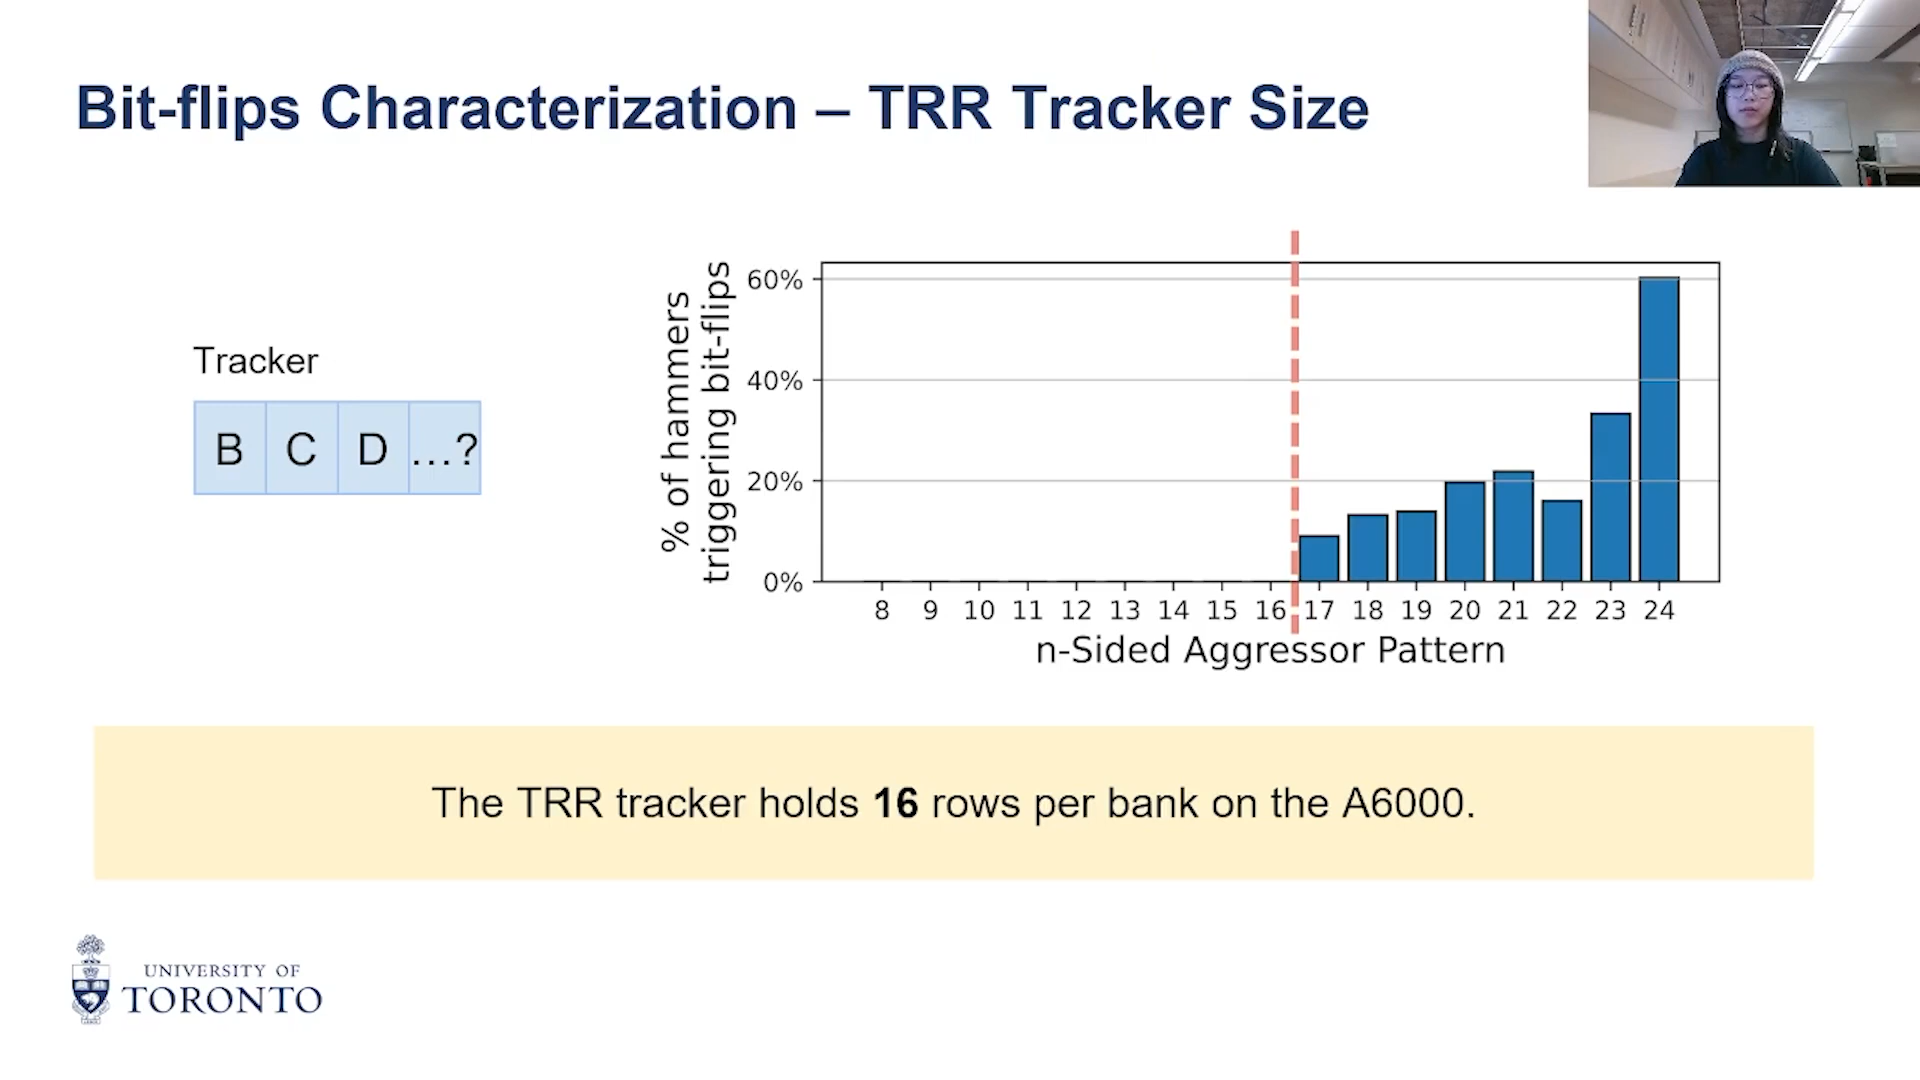 Bit-flips Characterization – TRR Tracker Size
Tracker
B C D ...?
% of hammers
triggering bit-flips
60%
40%
20%
0%
8 9 10 11 12 13 14 15 16 17 18 19 20 21 22 23 24
n-Sided Aggressor Pattern
The TRR tracker holds 16 rows per bank on the A6000.
UNIVERSITY OF
TORONTO